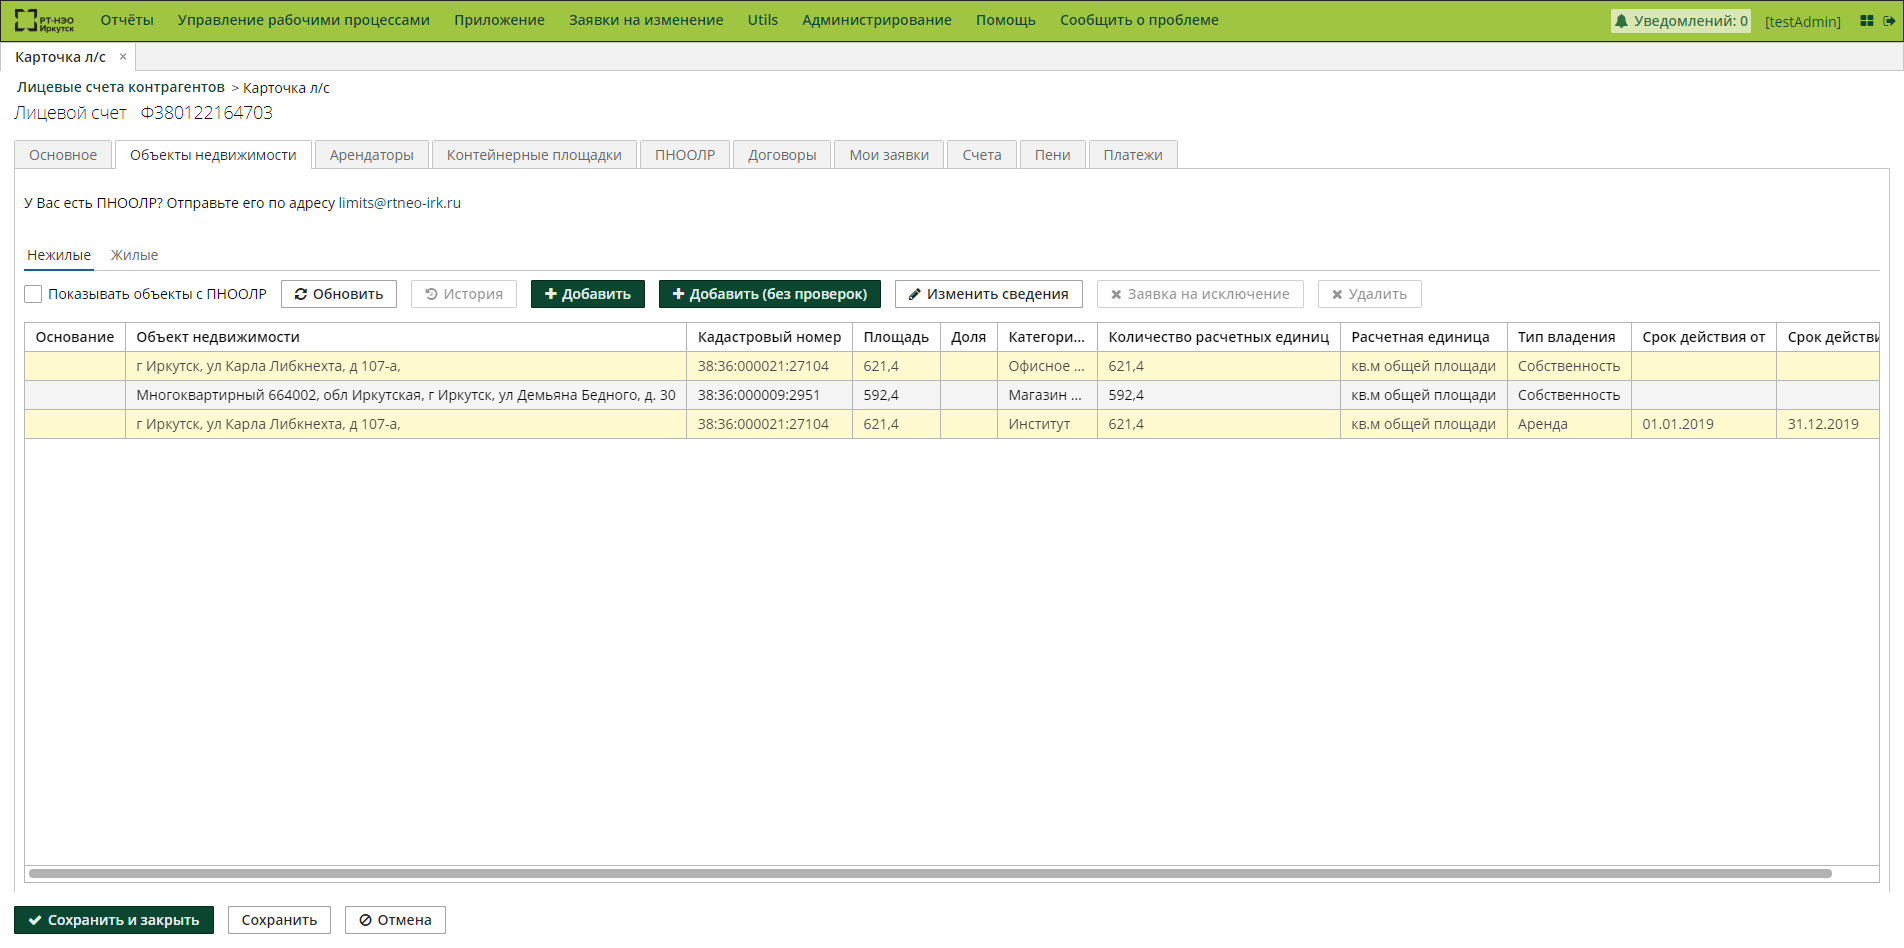 РТ-НЭО Иркутск Отчёты Управление рабочими процессами Приложение Заявки на изменение Utils Администрирование Помощь Сообщить о проблеме Уведомлений: 0 [testAdmin]
Карточка л/с ×
Лицевые счета контрагентов > Карточка л/с
Лицевой счет Ф380122164703
Основное Объекты недвижимости Арендаторы Контейнерные площадки ПНООЛР Договоры Мои заявки Счета Пени Платежи
У Вас есть ПНООЛР? Отправьте его по адресу limits@rtneo-irk.ru
Нежилые Жилые
Показывать объекты с ПНООЛР Обновить История Добавить Добавить (без проверок) Изменить сведения Заявка на исключение Удалить
Основание Объект недвижимости Кадастровый номер Площадь Доля Категори... Количество расчетных единиц Расчетная единица Тип владения Срок действия от Срок действи
г Иркутск, ул Карла Либкнехта, д 107-а, 38:36:000021:27104 621,4 Офисное ... 621,4 кв.м общей площади Собственность
Многоквартирный 664002, обл Иркутская, г Иркутск, ул Демьяна Бедного, д. 30 38:36:000009:2951 592,4 Магазин ... 592,4 кв.м общей площади Собственность
г Иркутск, ул Карла Либкнехта, д 107-а, 38:36:000021:27104 621,4 Институт 621,4 кв.м общей площади Аренда 01.01.2019 31.12.2019
Сохранить и закрыть Сохранить Отмена